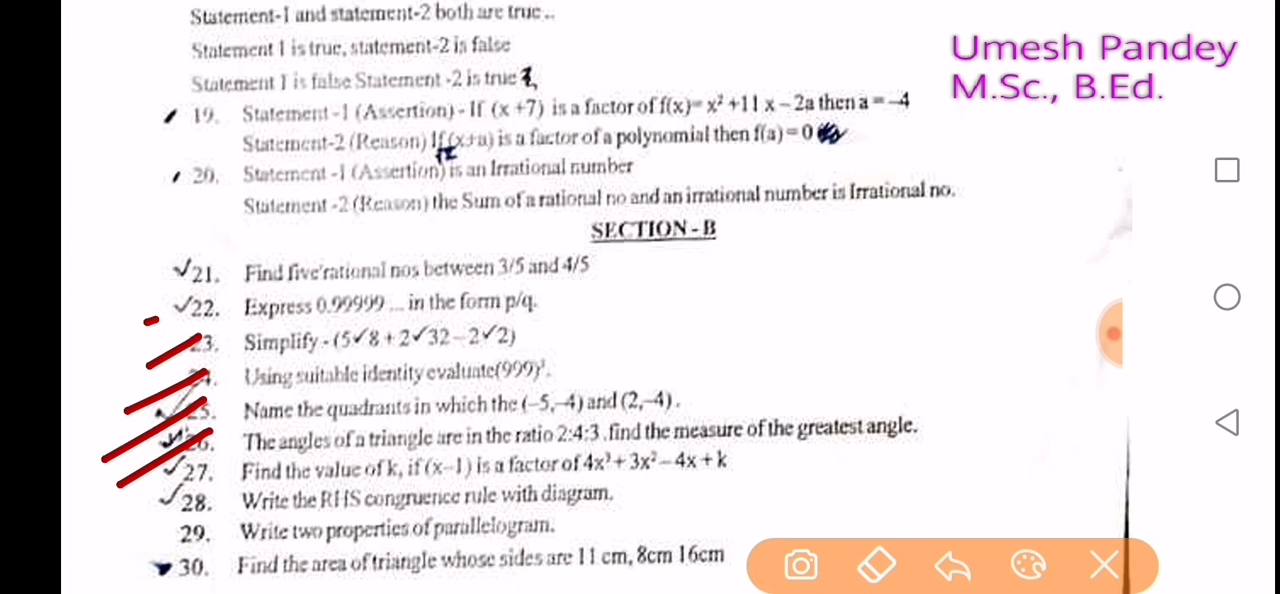 Statement-1 and statement-2 both are true..
Statement 1 is true, statement-2 is false
Statement 1 is false Statement -2 is true
Umesh Pandey
M.Sc., B.Ed.
19. Statement -1 (Assertion) - If (x +7) is a factor of f(x)= x² +11 x – 2a then a = –4
Statement-2 (Reason) If (x+a) is a factor of a polynomial then f(a)=0
20. Statement -1 (Assertion) is an Irrational number
Statement -2 (Reason) the Sum of a rational no and an irrational number is Irrational no.
SECTION - B
21. Find five rational nos between 3/5 and 4/5
22. Express 0.99999 ... in the form p/q.
23. Simplify - (5√8 + 2√32 – 2√2)
24. Using suitable identity evaluate(999)³.
25. Name the quadrants in which the (–5,–4) and (2,–4).
26. The angles of a triangle are in the ratio 2:4:3 .find the measure of the greatest angle.
27. Find the value of k, if (x–1) is a factor of 4x³ + 3x² – 4x + k
28. Write the RHS congruence rule with diagram.
29. Write two properties of parallelogram.
30. Find the area of triangle whose sides are 11 cm, 8cm 16cm